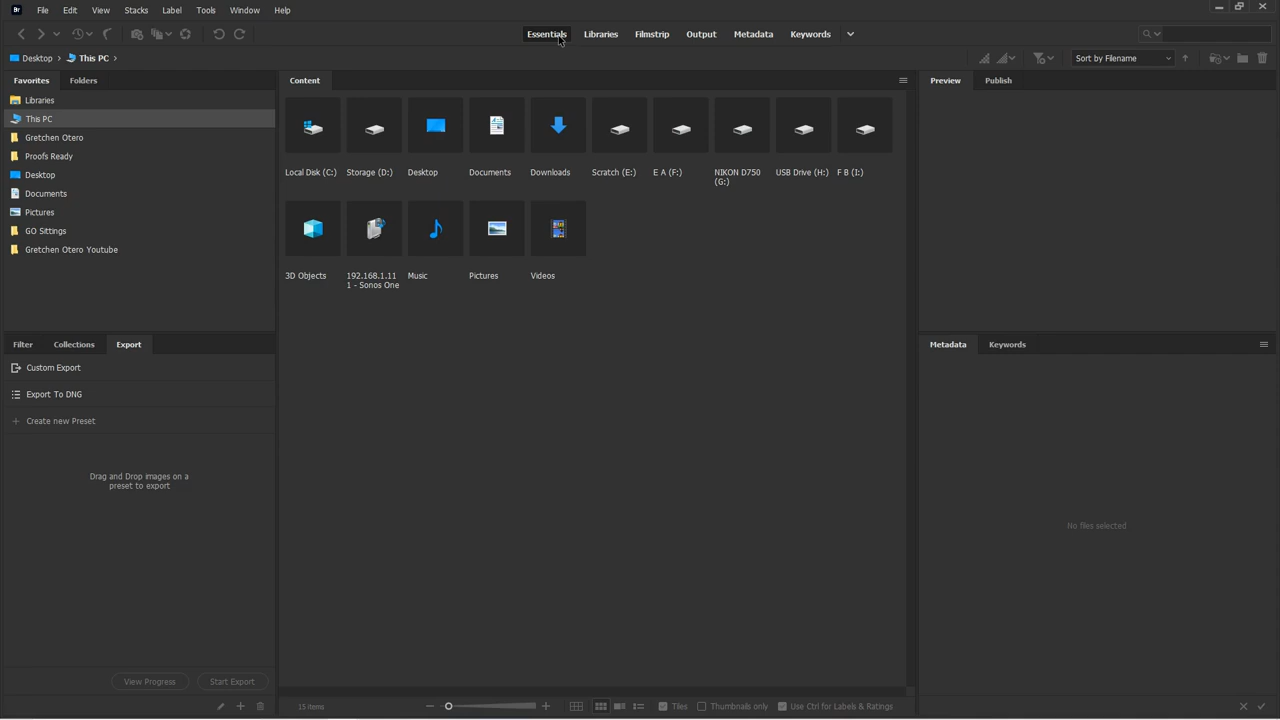 Br File Edit View Stacks Label Tools Window Help
Essentials Libraries Filmstrip Output Metadata Keywords
Desktop This PC Sort by Filename
Favorites Folders
Libraries
This PC
Gretchen Otero
Proofs Ready
Desktop
Documents
Pictures
GO Sittings
Gretchen Otero Youtube
Filter Collections Export
Custom Export
Export To DNG
Create new Preset
Drag and Drop images on a
preset to export
View Progress Start Export
Content
Local Disk (C:) Storage (D:) Desktop Documents Downloads Scratch (E:) E A (F:) NIKON D750 USB Drive (H:) F B (I:)
(G:)
3D Objects 192.168.1.11 Music Pictures Videos
1 - Sonos One
15 items Tiles Thumbnails only Use Ctrl for Labels & Ratings
Preview Publish
Metadata Keywords
No files selected